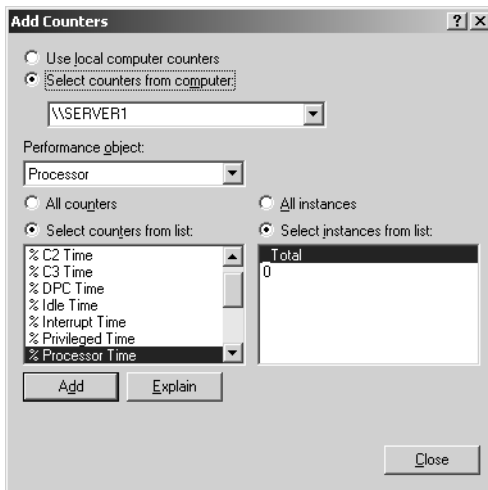 Add Counters
Use local computer counters
Select counters from computer:
\\SERVER1
Performance object:
Processor
All counters
All instances
Select counters from list:
Select instances from list:
% C2 Time
% C3 Time
% DPC Time
% Idle Time
% Interrupt Time
% Privileged Time
% Processor Time
_Total
0
Add
Explain
Close